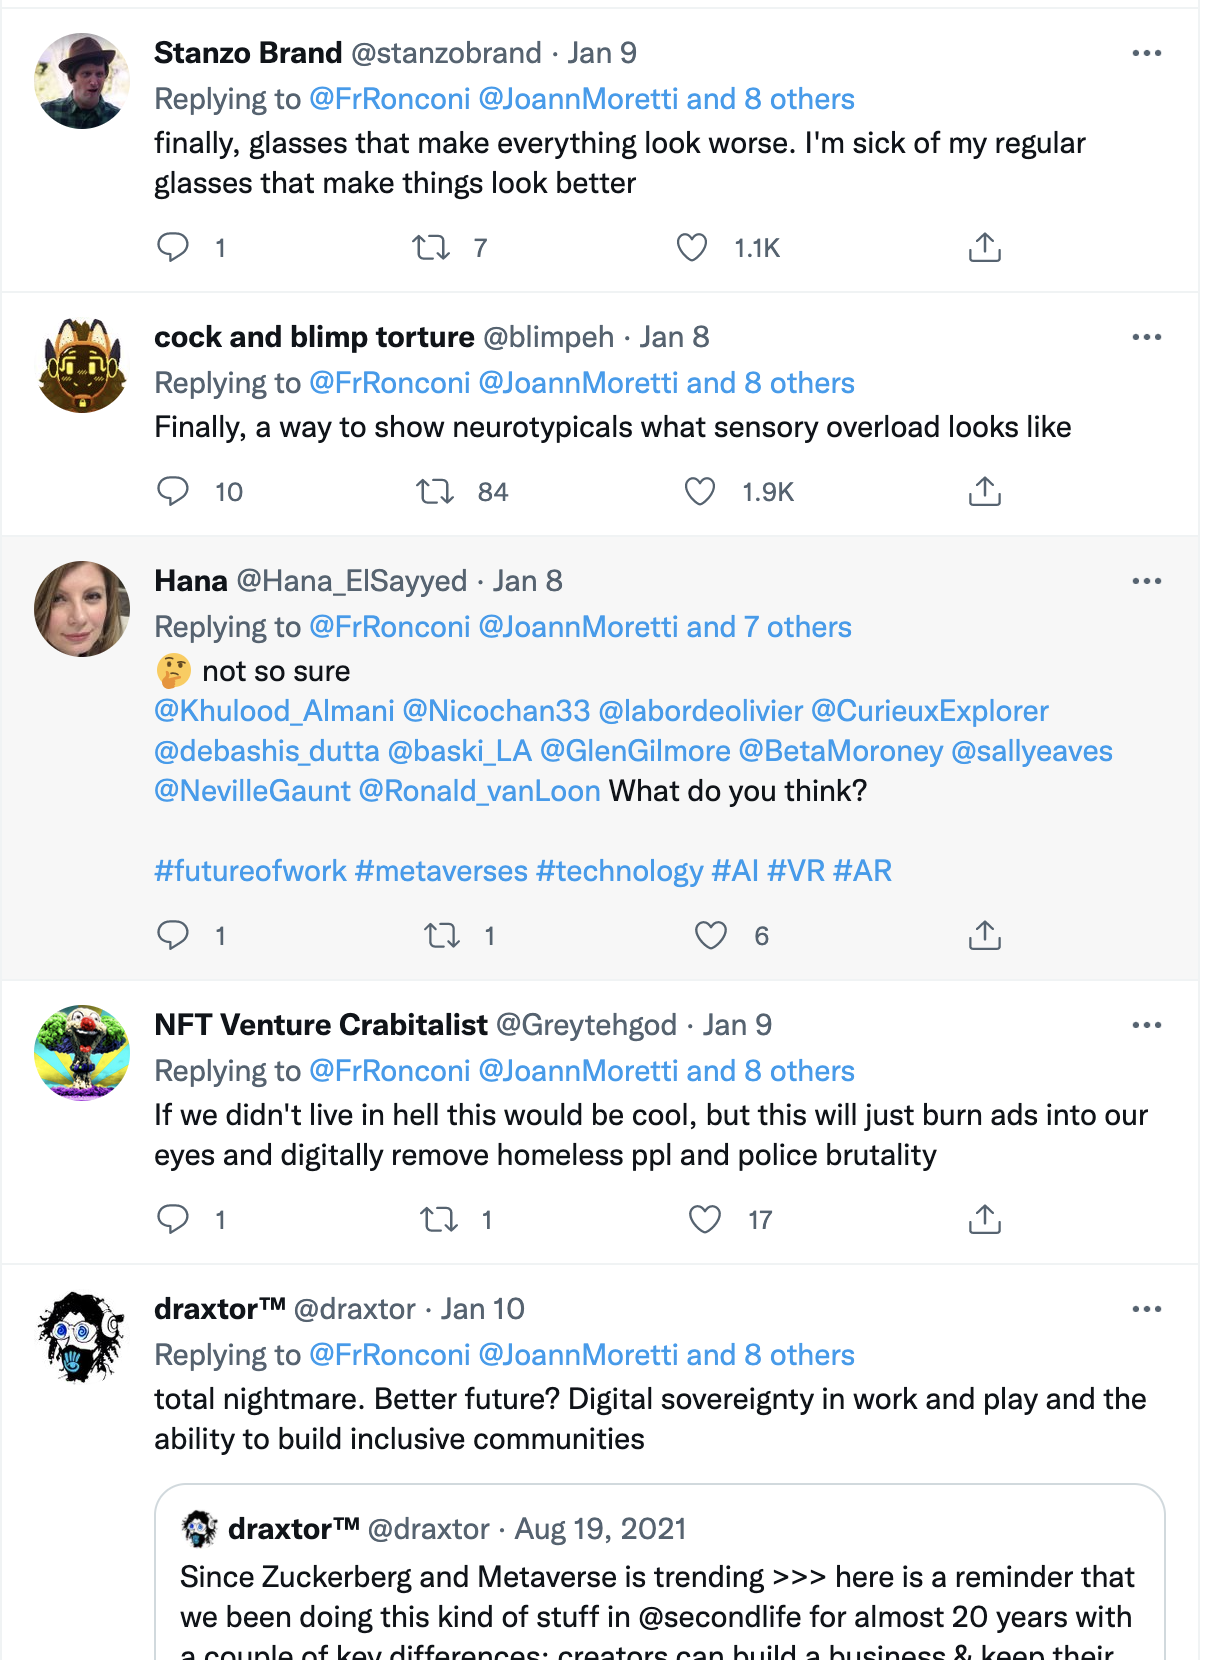 Stanzo Brand @stanzobrand · Jan 9
Replying to @FrRonconi @JoannMoretti and 8 others
finally, glasses that make everything look worse. I'm sick of my regular
glasses that make things look better
1 7 1.1K
cock and blimp torture @blimpeh · Jan 8
Replying to @FrRonconi @JoannMoretti and 8 others
Finally, a way to show neurotypicals what sensory overload looks like
10 84 1.9K
Hana @Hana_ElSayyed · Jan 8
Replying to @FrRonconi @JoannMoretti and 7 others
🤔 not so sure
@Khulood_Almani @Nicochan33 @labordeolivier @CurieuxExplorer
@debashis_dutta @baski_LA @GlenGilmore @BetaMoroney @sallyeaves
@NevilleGaunt @Ronald_vanLoon What do you think?
#futureofwork #metaverses #technology #AI #VR #AR
1 1 6
NFT Venture Crabitalist @Greytehgod · Jan 9
Replying to @FrRonconi @JoannMoretti and 8 others
If we didn't live in hell this would be cool, but this will just burn ads into our
eyes and digitally remove homeless ppl and police brutality
1 1 17
draxtor™ @draxtor · Jan 10
Replying to @FrRonconi @JoannMoretti and 8 others
total nightmare. Better future? Digital sovereignty in work and play and the
ability to build inclusive communities
draxtor™ @draxtor · Aug 19, 2021
Since Zuckerberg and Metaverse is trending >>> here is a reminder that
we been doing this kind of stuff in @secondlife for almost 20 years with
a couple of key differences: creators can build a business & keep their